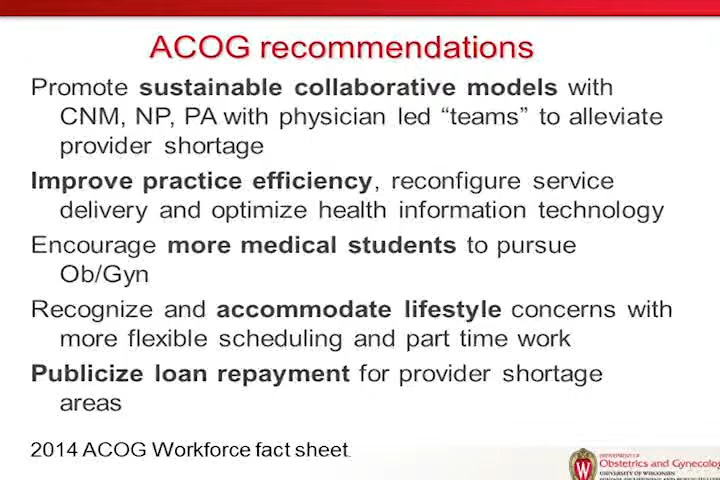 ACOG recommendations
Promote sustainable collaborative models with
CNM, NP, PA with physician led “teams” to alleviate
provider shortage
Improve practice efficiency, reconfigure service
delivery and optimize health information technology
Encourage more medical students to pursue
Ob/Gyn
Recognize and accommodate lifestyle concerns with
more flexible scheduling and part time work
Publicize loan repayment for provider shortage
areas
2014 ACOG Workforce fact sheet.
DEPARTMENT OF
Obstetrics and Gynecolog
UNIVERSITY OF WISCONSIN